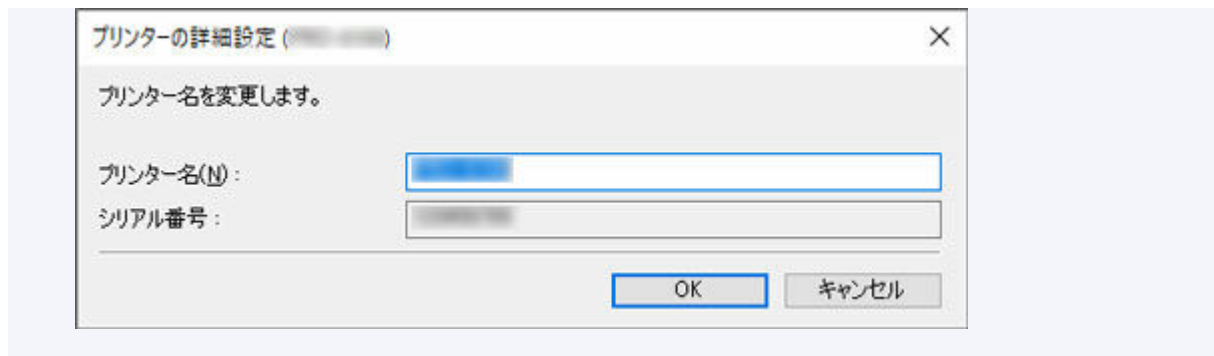 プリンターの詳細設定 ( )
プリンター名を変更します。
プリンター名(N) :
シリアル番号 :
OK キャンセル